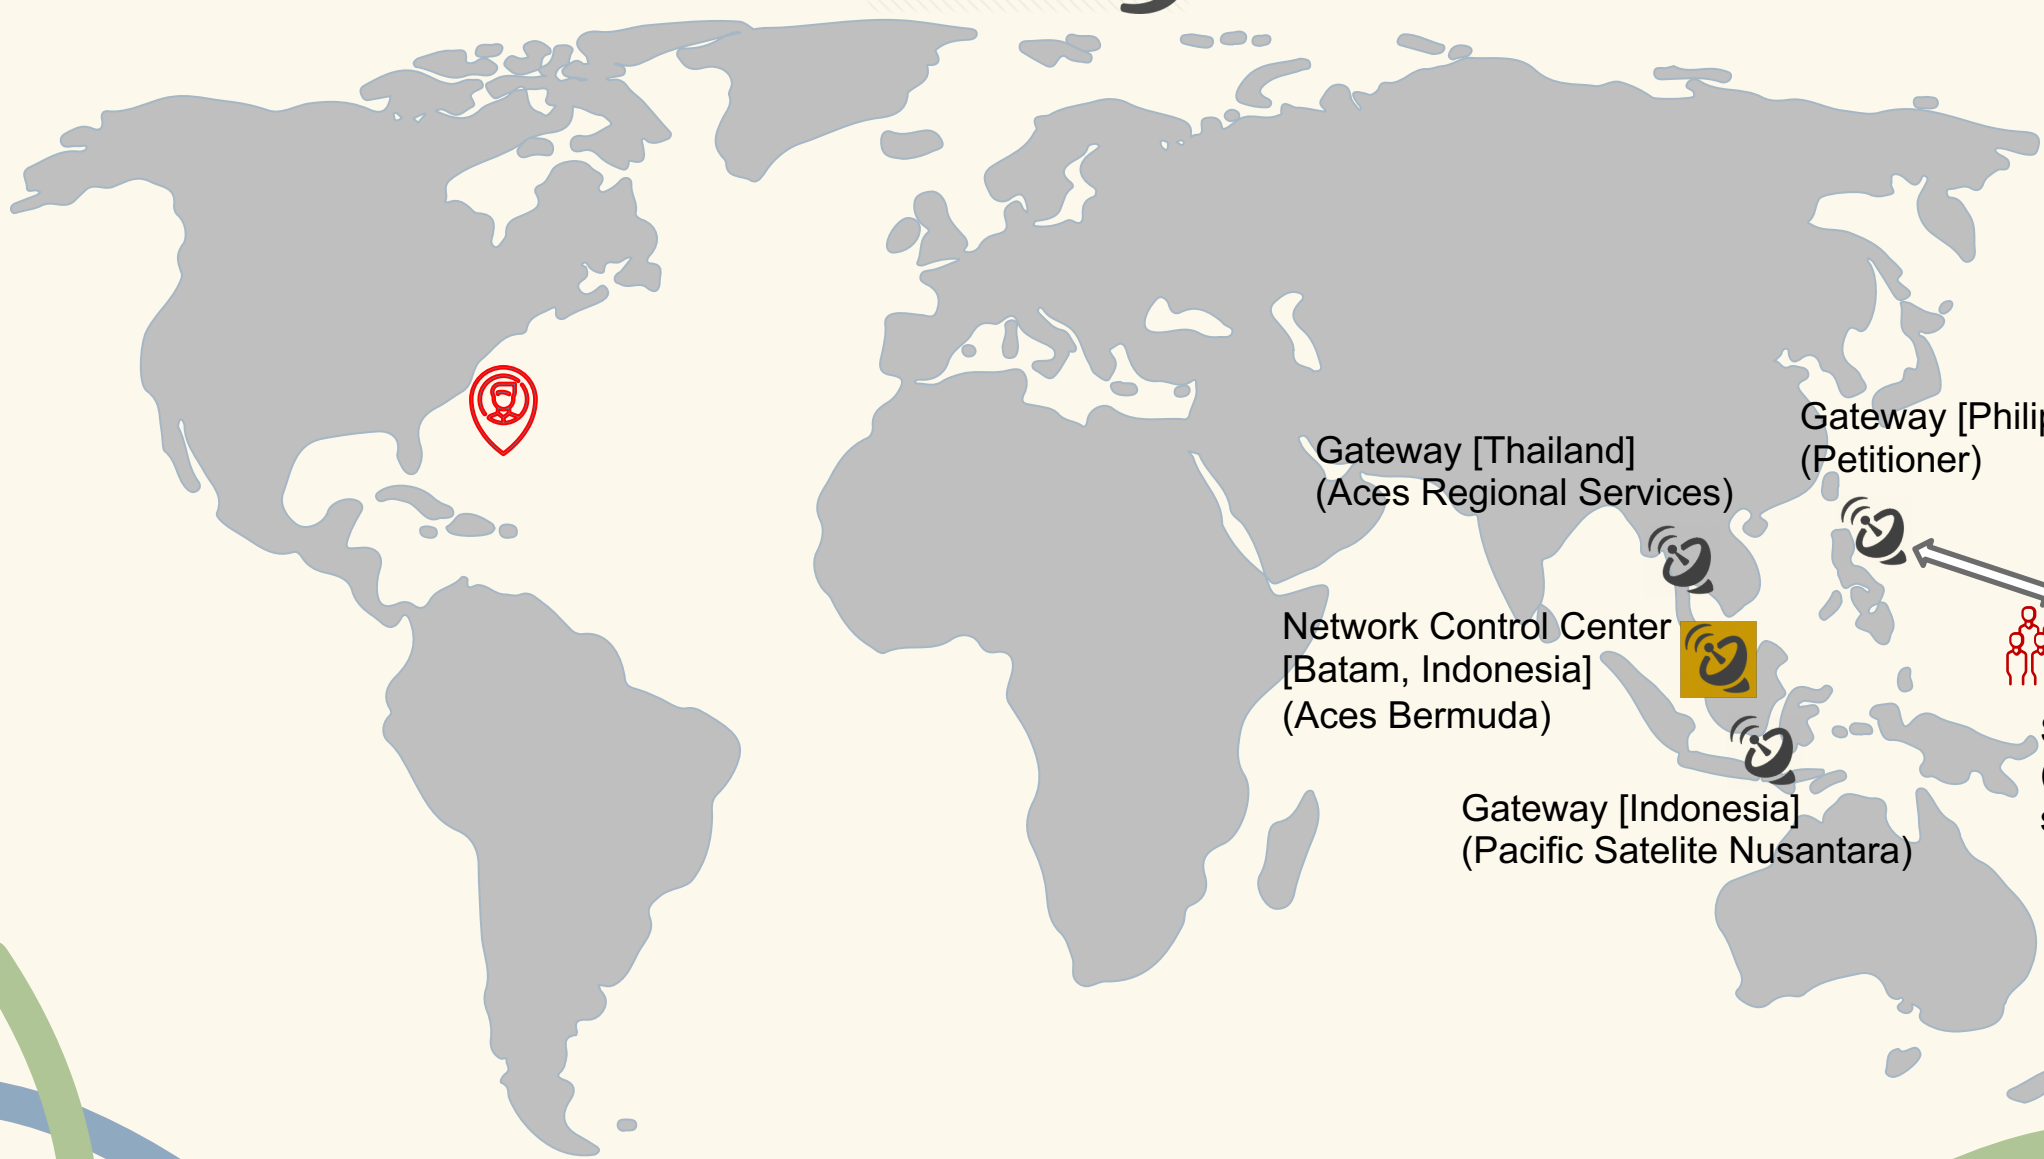 Gateway [Thailand]
(Aces Regional Services)
Gateway
(Petitioner)
Network Control Center
[Batam, Indonesia]
(Aces Bermuda)
Gateway [Indonesia]
(Pacific Satelite Nusantara)